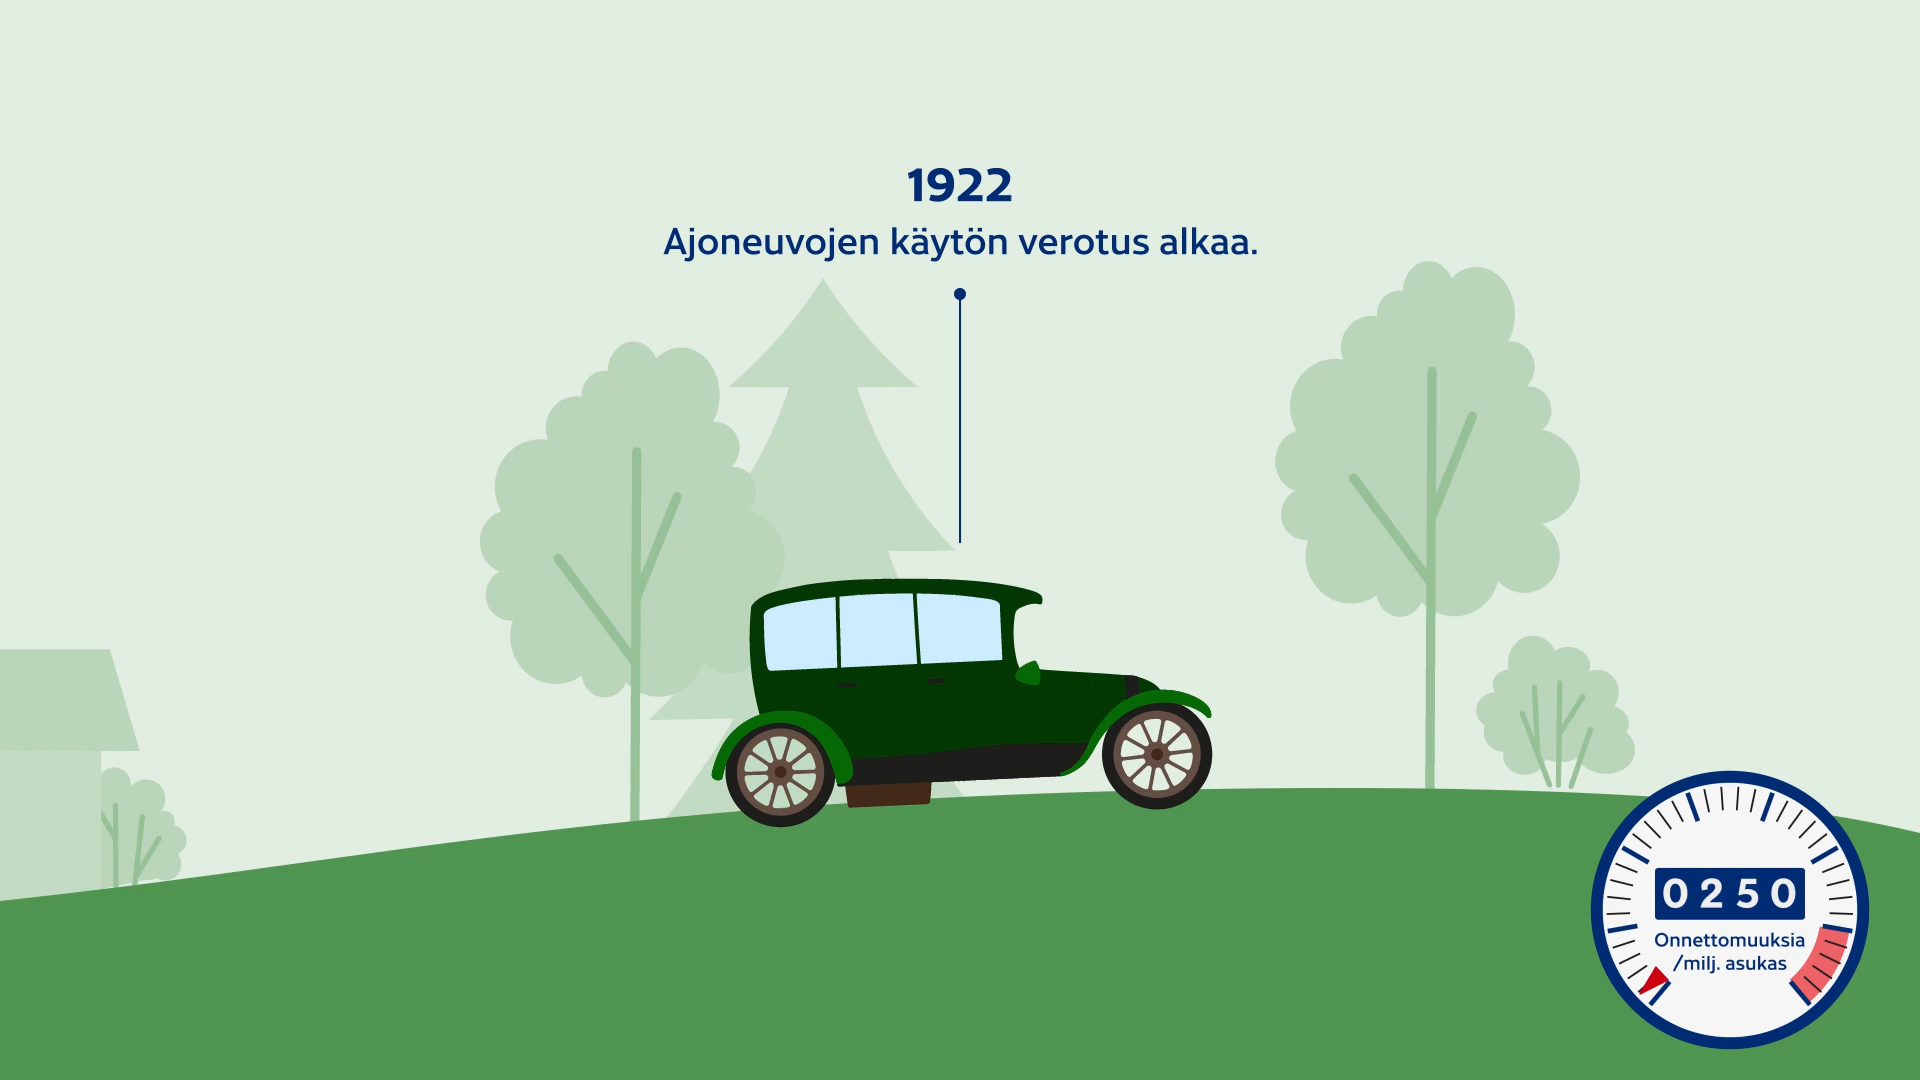 1922
Ajoneuvojen käytön verotus alkaa.
0250
Onnettomuuksia
/milj. asukas